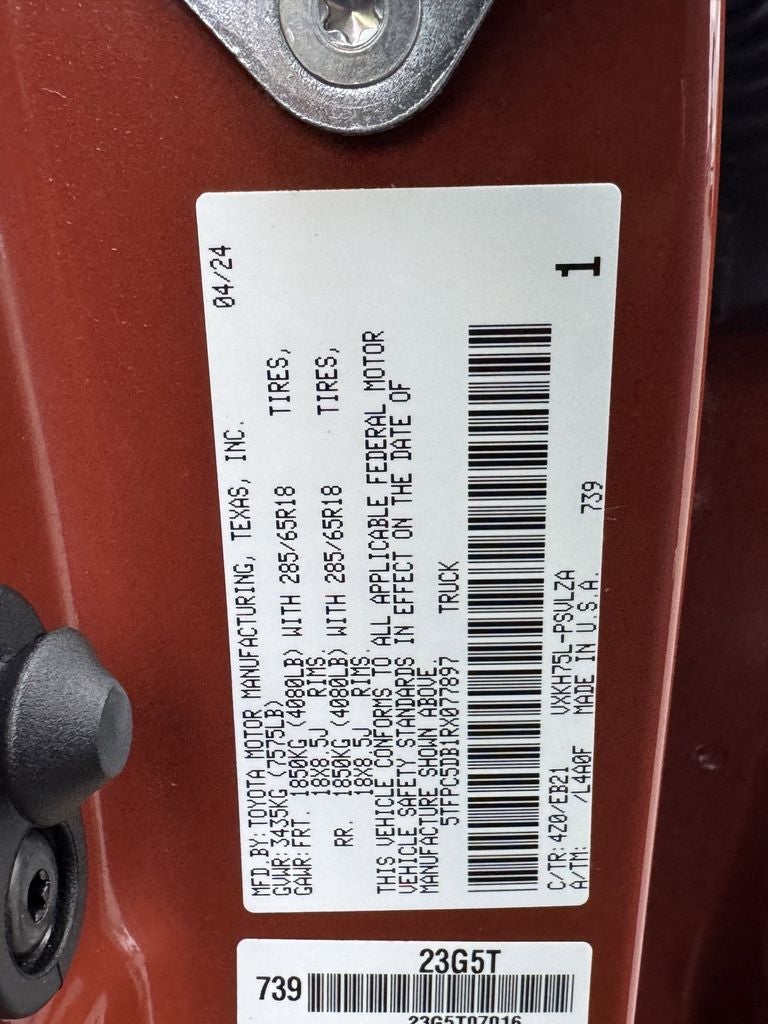 MFD.BY:TOYOTA MOTOR MANUFACTURING, TEXAS, INC. 04/24
GVWR:3435KG (7575LB)
GAWR:FRT. 1850KG (4080LB) WITH 285/65R18 TIRES,
18X8.5J RIMS.
RR. 1850KG (4080LB) WITH 285/65R18 TIRES,
18X8.5J RIMS.
THIS VEHICLE CONFORMS TO ALL APPLICABLE FEDERAL MOTOR
VEHICLE SAFETY STANDARDS IN EFFECT ON THE DATE OF
MANUFACTURE SHOWN ABOVE.
5TFPC5DB1RX077897 TRUCK
C/TR:4Z0/EB21 VXKH75L-PSVLZA
A/TM: /L4A0F MADE IN U.S.A. 739
1
23G5T
739
23G5T07016